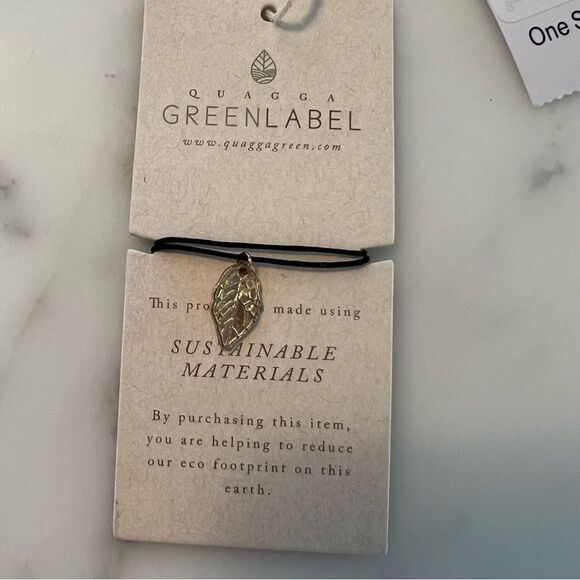 QUAGGA
GREENLABEL
www.quaggagreen.com
One S
This pro s made using
SUSTAINABLE
MATERIALS
By purchasing this item,
you are helping to reduce
our eco footprint on this
earth.